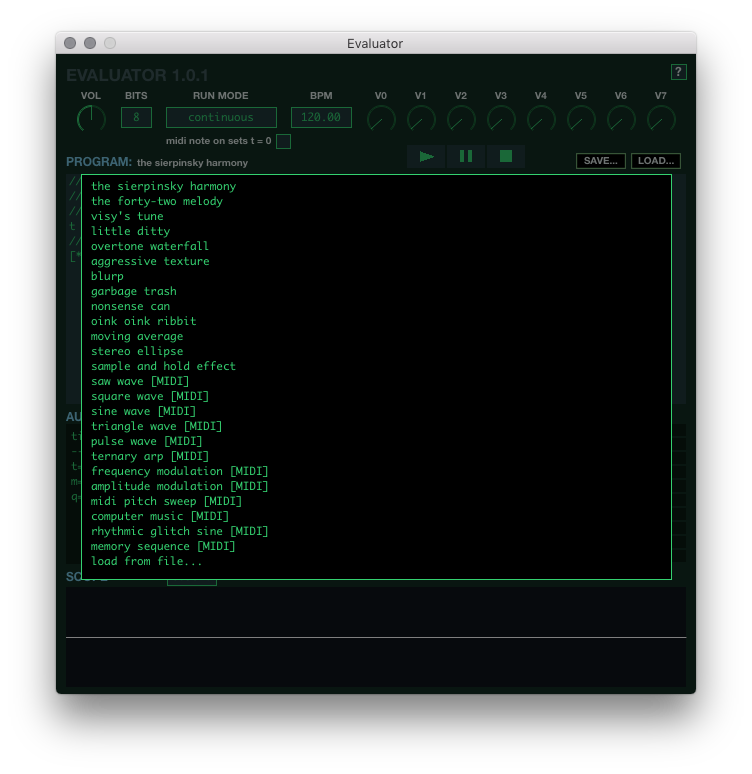 Evaluator
EVALUATOR 1.0.1
?
VOL BITS RUN MODE BPM V0 V1 V2 V3 V4 V5 V6 V7
8 continuous 120.00
midi note on sets t = 0
PROGRAM: the sierpinsky harmony SAVE... LOAD...
//
//
//
t
//
[*
the sierpinsky harmony
the forty-two melody
visy's tune
little ditty
overtone waterfall
aggressive texture
blurp
garbage trash
nonsense can
oink oink ribbit
moving average
stereo ellipse
sample and hold effect
saw wave [MIDI]
square wave [MIDI]
sine wave [MIDI]
triangle wave [MIDI]
pulse wave [MIDI]
ternary arp [MIDI]
frequency modulation [MIDI]
amplitude modulation [MIDI]
midi pitch sweep [MIDI]
computer music [MIDI]
rhythmic glitch sine [MIDI]
memory sequence [MIDI]
load from file...